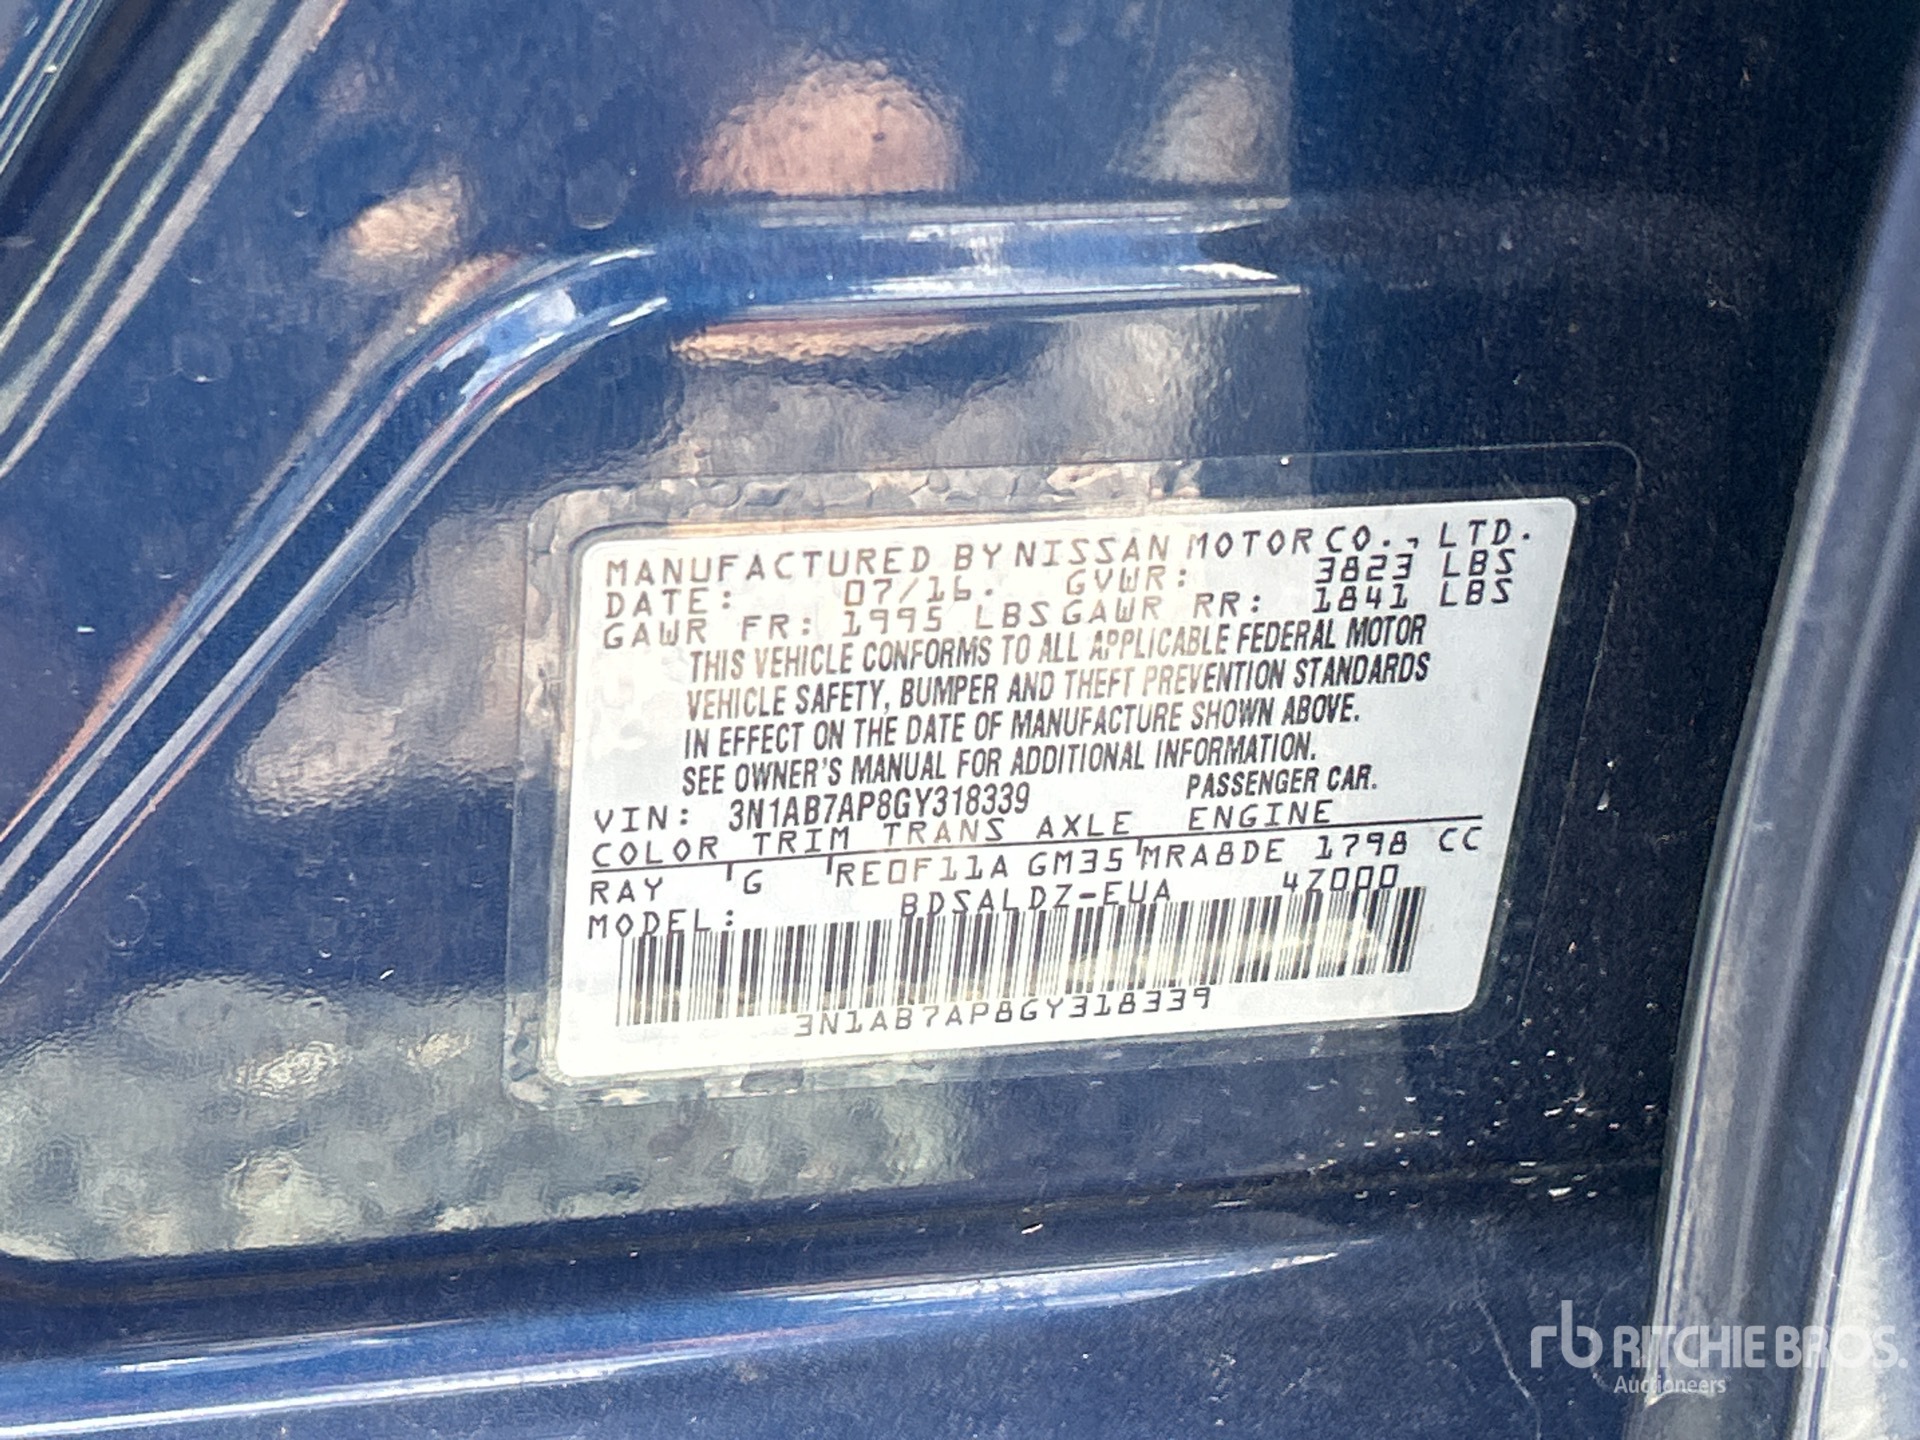 MANUFACTURED BY NISSAN MOTOR CO., LTD.
DATE: 07/16. GVWR: 3823 LBS
GAWR FR: 1995 LBS GAWR RR: 1841 LBS
THIS VEHICLE CONFORMS TO ALL APPLICABLE FEDERAL MOTOR
VEHICLE SAFETY, BUMPER AND THEFT PREVENTION STANDARDS
IN EFFECT ON THE DATE OF MANUFACTURE SHOWN ABOVE.
SEE OWNER'S MANUAL FOR ADDITIONAL INFORMATION.
VIN: 3N1AB7AP8GY318339 PASSENGER CAR.
COLOR TRIM TRANS AXLE ENGINE
RAY G RE0F11A GM35 MRA8DE 1798 CC
MODEL: BDSALDZ-EUA 47000
3N1AB7AP8GY318339
rb RITCHIE BROS.
Auctioneers